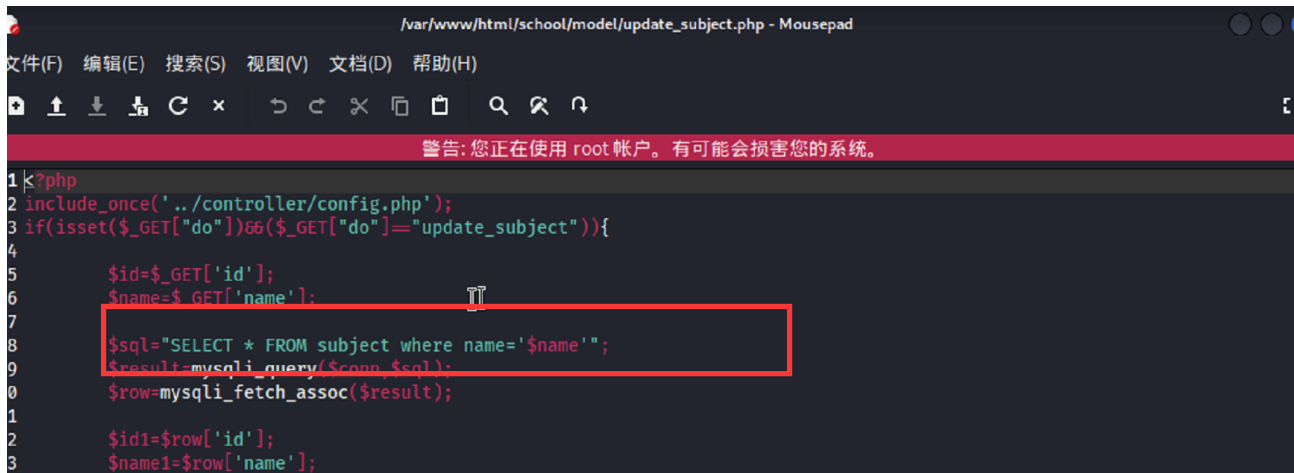 /var/www/html/school/model/update_subject.php - Mousepad
文件(F) 编辑(E) 搜索(S) 视图(V) 文档(D) 帮助(H)
警告: 您正在使用 root 帐户。有可能会损害您的系统。
1 <?php
2 include_once('../controller/config.php');
3 if(isset($_GET["do"])&&($_GET["do"]=="update_subject")){
4
5 $id=$_GET['id'];
6 $name=$_GET['name'];
7
8 $sql="SELECT * FROM subject where name='$name'";
9 $result=mysqli_query($conn,$sql);
0 $row=mysqli_fetch_assoc($result);
1
2 $id1=$row['id'];
3 $name1=$row['name'];